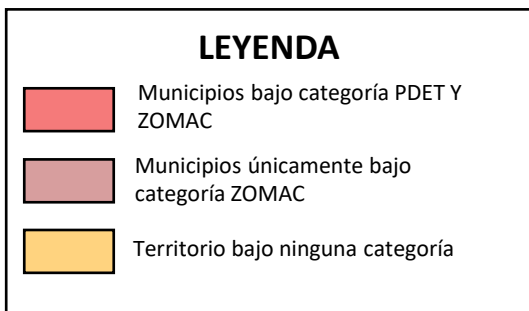 LEYENDA
Municipios bajo categoría PDET Y
ZOMAC
Municipios únicamente bajo
categoría ZOMAC
Territorio bajo ninguna categoría